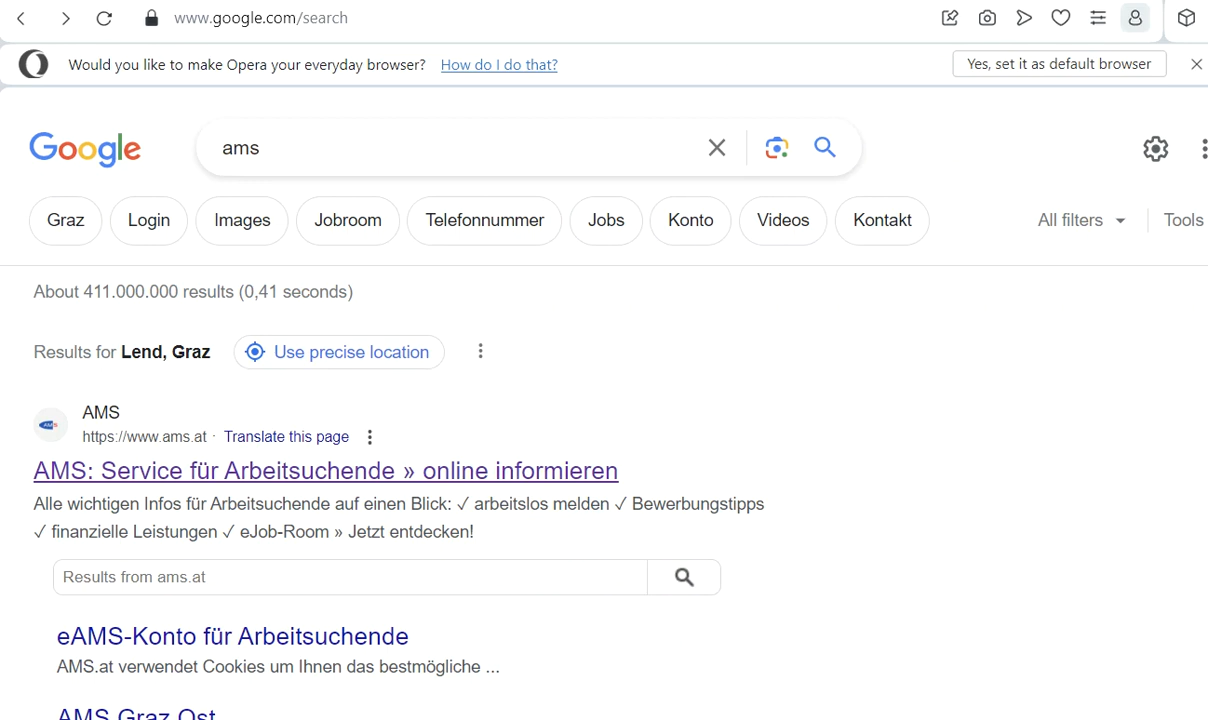 www.google.com/search
Would you like to make Opera your everyday browser? How do I do that? Yes, set it as default browser
Google ams
Graz Login Images Jobroom Telefonnummer Jobs Konto Videos Kontakt All filters Tools
About 411.000.000 results (0,41 seconds)
Results for Lend, Graz Use precise location
AMS
https://www.ams.at · Translate this page
AMS: Service für Arbeitsuchende » online informieren
Alle wichtigen Infos für Arbeitsuchende auf einen Blick: ✓ arbeitslos melden ✓ Bewerbungstipps
✓ finanzielle Leistungen ✓ eJob-Room » Jetzt entdecken!
Results from ams.at
eAMS-Konto für Arbeitsuchende
AMS.at verwendet Cookies um Ihnen das bestmögliche ...
AMS Graz Ost